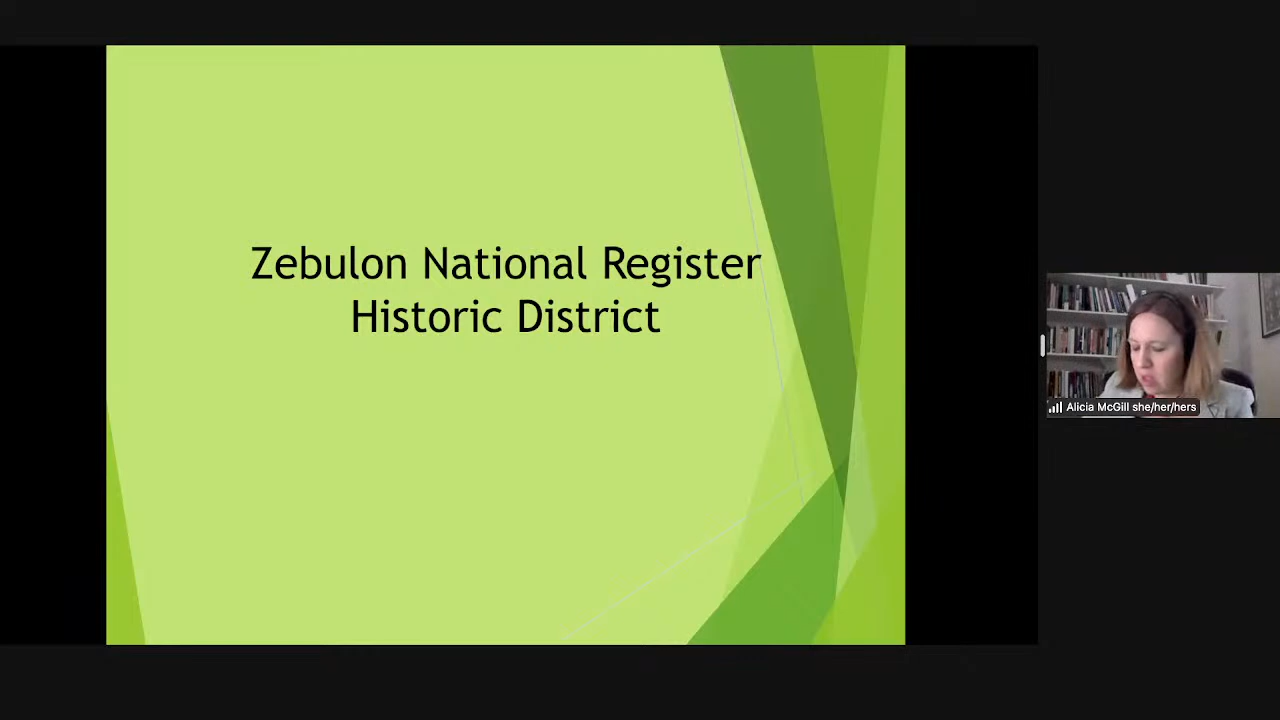 Zebulon National Register
Historic District
Alicia McGill she/her/hers